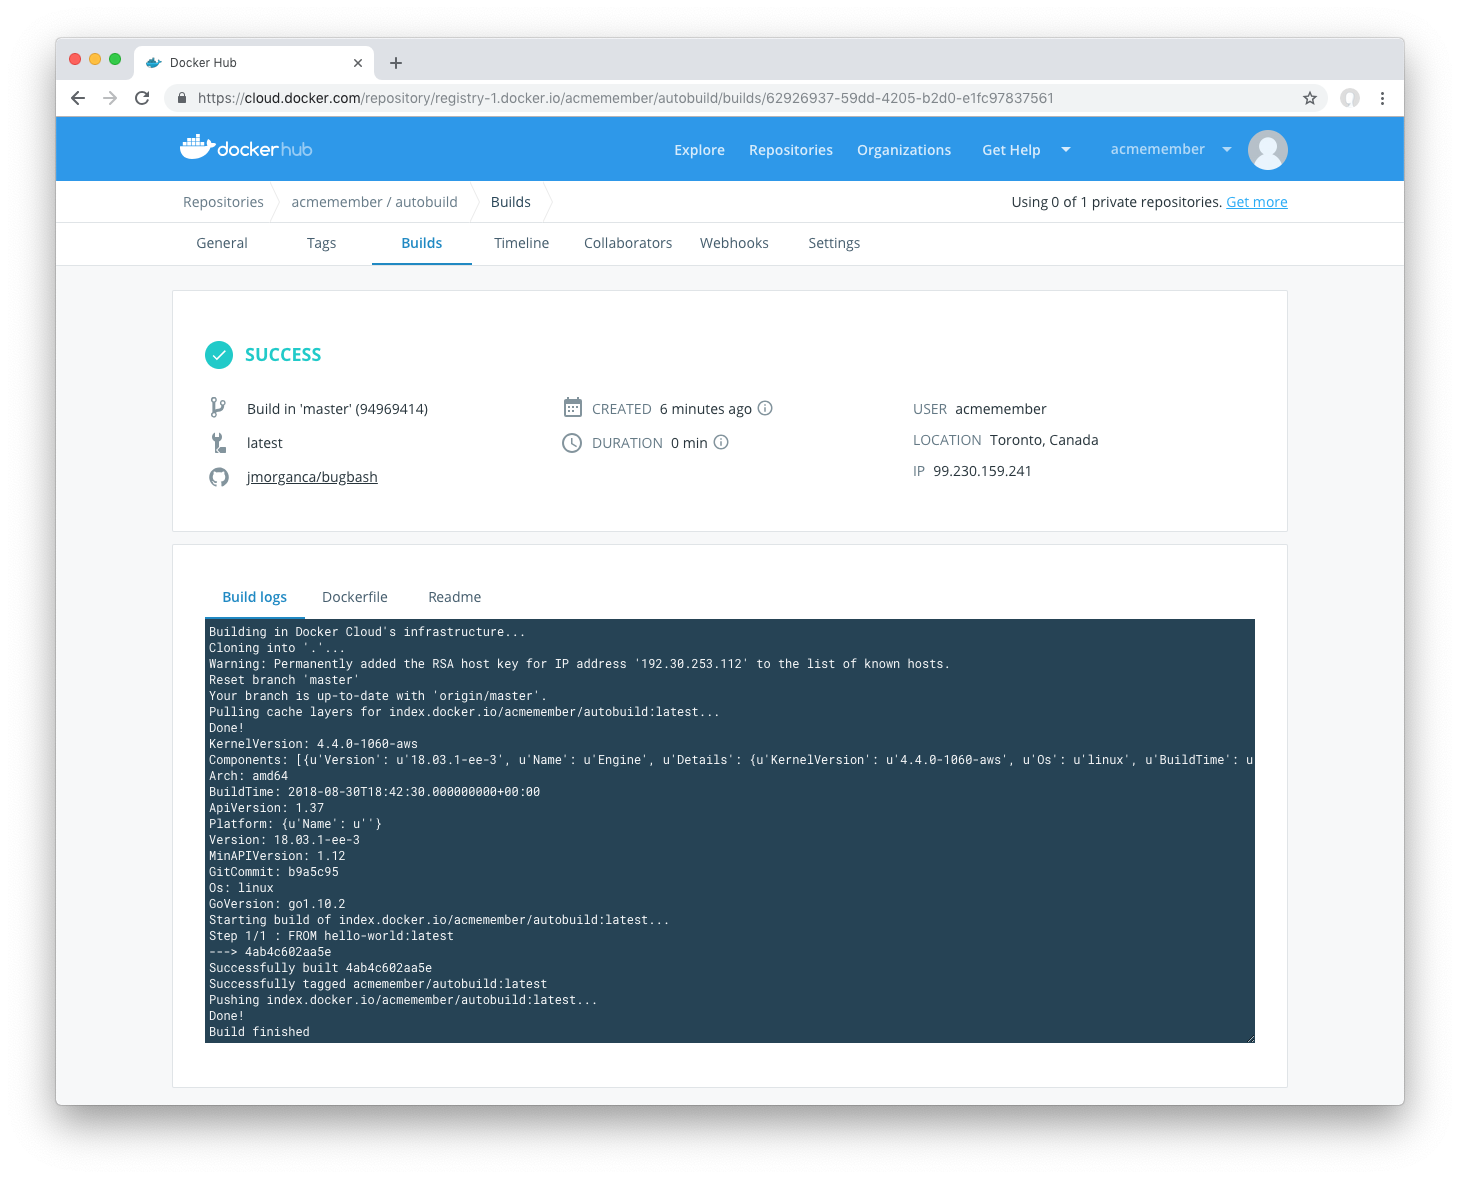 Docker Hub
https://cloud.docker.com/repository/registry-1.docker.io/acmemember/autobuild/builds/62926937-59dd-4205-b2d0-e1fc97837561
dockerhub
Explore Repositories Organizations Get Help acmemember
Repositories acmemember / autobuild Builds Using 0 of 1 private repositories. Get more
General Tags Builds Timeline Collaborators Webhooks Settings
SUCCESS
Build in 'master' (94969414) CREATED 6 minutes ago USER acmemember
latest DURATION 0 min LOCATION Toronto, Canada
jmorganca/bugbash IP 99.230.159.241
Build logs Dockerfile Readme
Building in Docker Cloud's infrastructure...
Cloning into '.'...
Warning: Permanently added the RSA host key for IP address '192.30.253.112' to the list of known hosts.
Reset branch 'master'
Your branch is up-to-date with 'origin/master'.
Pulling cache layers for index.docker.io/acmemember/autobuild:latest...
Done!
KernelVersion: 4.4.0-1060-aws
Components: [{u'Version': u'18.03.1-ee-3', u'Name': u'Engine', u'Details': {u'KernelVersion': u'4.4.0-1060-aws', u'Os': u'linux', u'BuildTime': u
Arch: amd64
BuildTime: 2018-08-30T18:42:30.000000000+00:00
ApiVersion: 1.37
Platform: {u'Name': u''}
Version: 18.03.1-ee-3
MinAPIVersion: 1.12
GitCommit: b9a5c95
Os: linux
GoVersion: go1.10.2
Starting build of index.docker.io/acmemember/autobuild:latest...
Step 1/1 : FROM hello-world:latest
---> 4ab4c602aa5e
Successfully built 4ab4c602aa5e
Successfully tagged acmemember/autobuild:latest
Pushing index.docker.io/acmemember/autobuild:latest...
Done!
Build finished